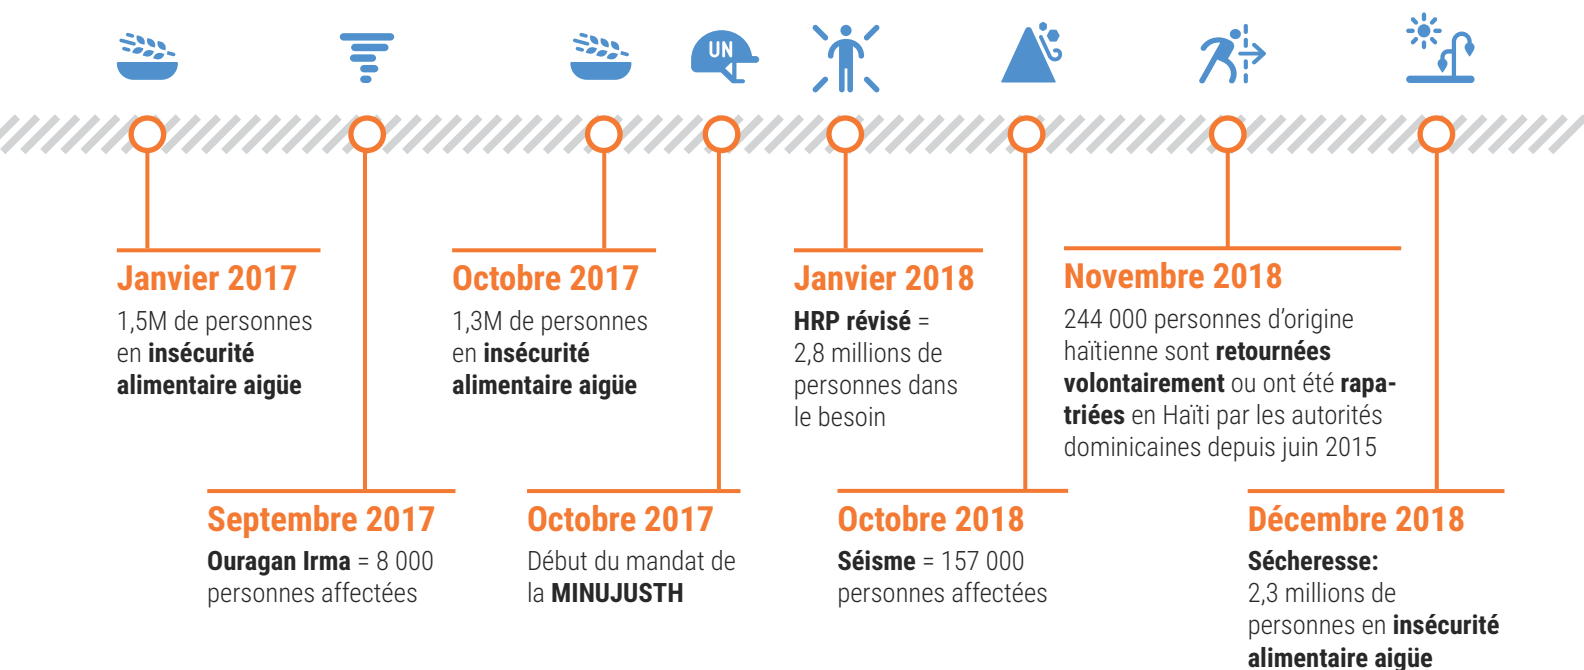 UN
Janvier 2017
1,5M de personnes
en insécurité
alimentaire aigüe
Septembre 2017
Ouragan Irma = 8 000
personnes affectées
Octobre 2017
1,3M de personnes
en insécurité
alimentaire aigüe
Octobre 2017
Début du mandat de
la MINUJUSTH
Janvier 2018
HRP révisé =
2,8 millions de
personnes dans
le besoin
Octobre 2018
Séisme = 157 000
personnes affectées
Novembre 2018
244 000 personnes d’origine
haïtienne sont retournées
volontairement ou ont été rapa-
triées en Haïti par les autorités
dominicaines depuis juin 2015
Décembre 2018
Sécheresse:
2,3 millions de
personnes en insécurité
alimentaire aigüe